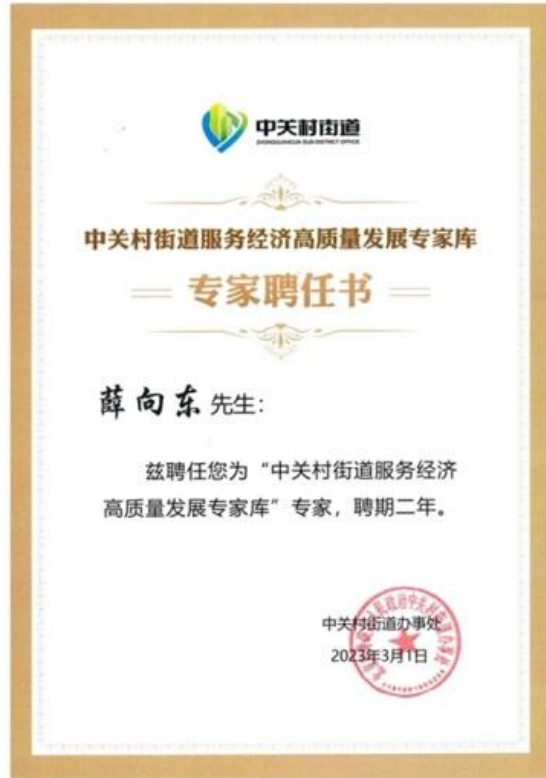 中关村街道
ZHONGGUANCUN SUB-DISTRICT OFFICE
中关村街道服务经济高质量发展专家库
专家聘任书
薛向东 先生:
兹聘任您为“中关村街道服务经济
高质量发展专家库”专家，聘期二年。
中关村街道办事处
2023年3月1日